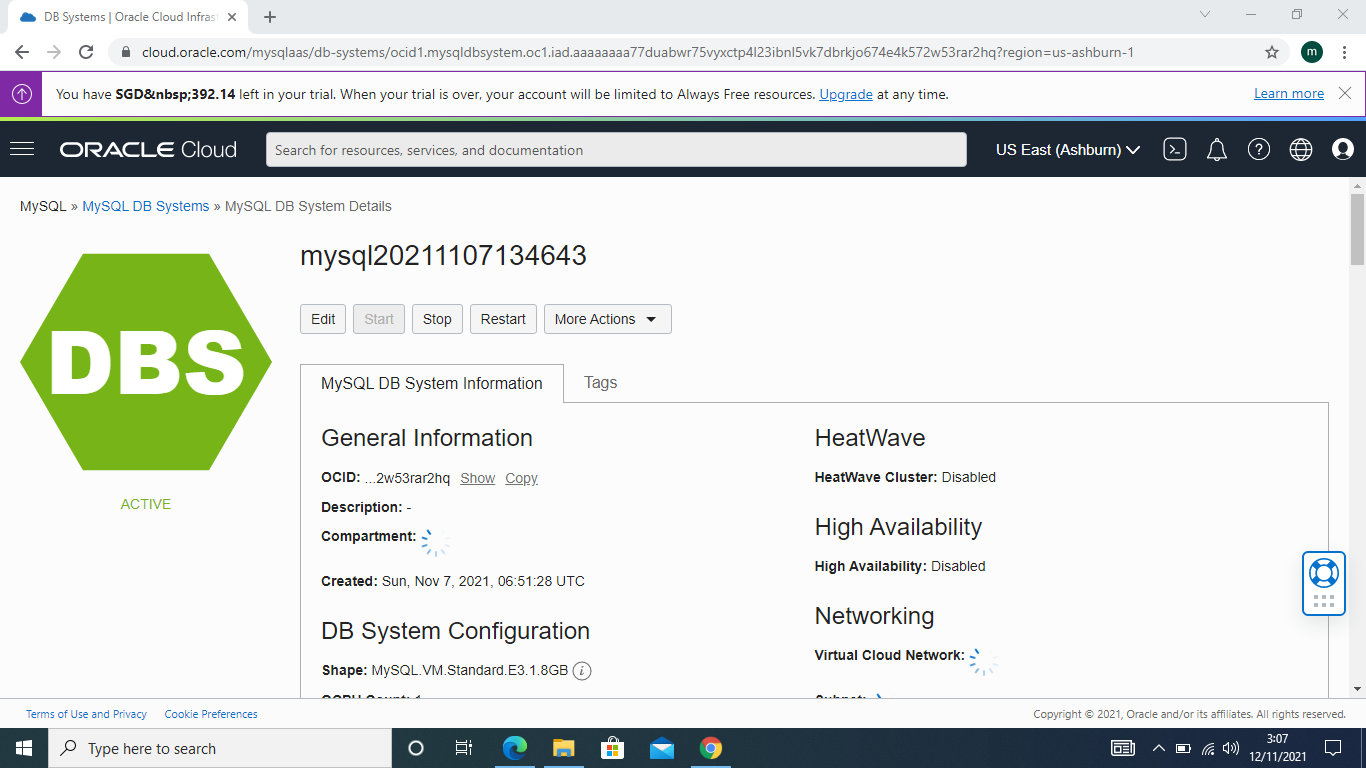 DB Systems | Oracle Cloud Infrast
cloud.oracle.com/mysqlaas/db-systems/ocid1.mysqldbsystem.oc1.iad.aaaaaaaa77duabwr75vyxctp4l23ibnl5vk7dbrkjo674e4k572w53rar2hq?region=us-ashburn-1
m
You have SGD&nbsp;392.14 left in your trial. When your trial is over, your account will be limited to Always Free resources. Upgrade at any time.
Learn more
ORACLE Cloud
Search for resources, services, and documentation
US East (Ashburn)
MySQL » MySQL DB Systems » MySQL DB System Details
DBS
ACTIVE
mysql20211107134643
Edit Start Stop Restart More Actions
MySQL DB System Information Tags
General Information
OCID: ...2w53rar2hq Show Copy
Description: -
Compartment:
Created: Sun, Nov 7, 2021, 06:51:28 UTC
DB System Configuration
Shape: MySQL.VM.Standard.E3.1.8GB
OCPU Count: 1
HeatWave
HeatWave Cluster: Disabled
High Availability
High Availability: Disabled
Networking
Virtual Cloud Network:
Subnet:
Terms of Use and Privacy Cookie Preferences
Copyright © 2021, Oracle and/or its affiliates. All rights reserved.
Type here to search
3:07
12/11/2021